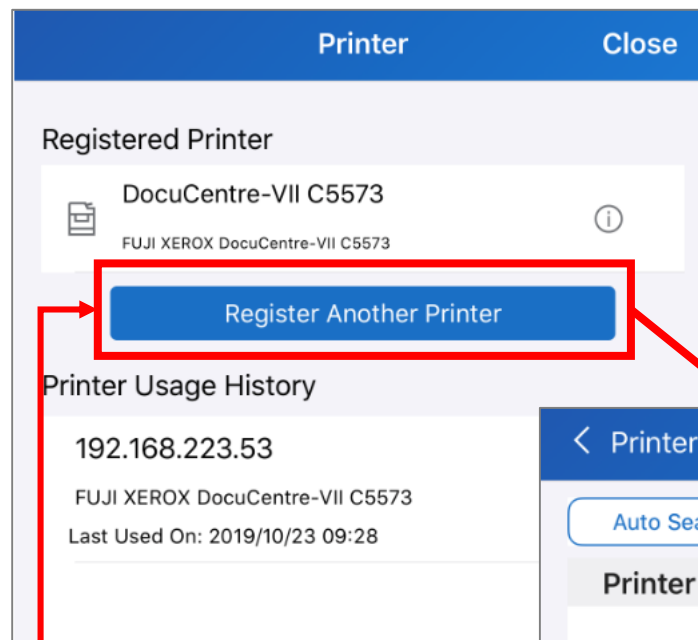 Printer Close
Registered Printer
DocuCentre-VII C5573
FUJI XEROX DocuCentre-VII C5573
Register Another Printer
Printer Usage History
192.168.223.53
FUJI XEROX DocuCentre-VII C5573
Last Used On: 2019/10/23 09:28
Printer
Auto
Printer